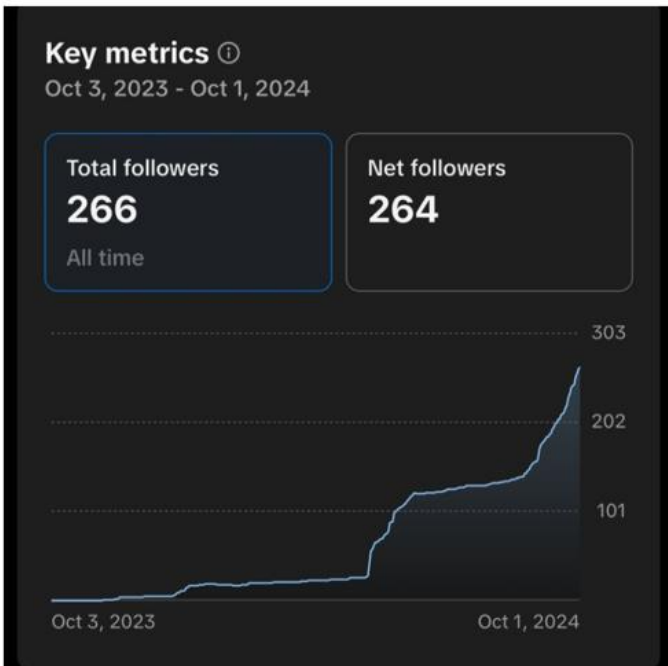 Key metrics
Oct 3, 2023 - Oct 1, 2024
Total followers
266
All time
Net followers
264
303
202
101
Oct 3, 2023
Oct 1, 2024